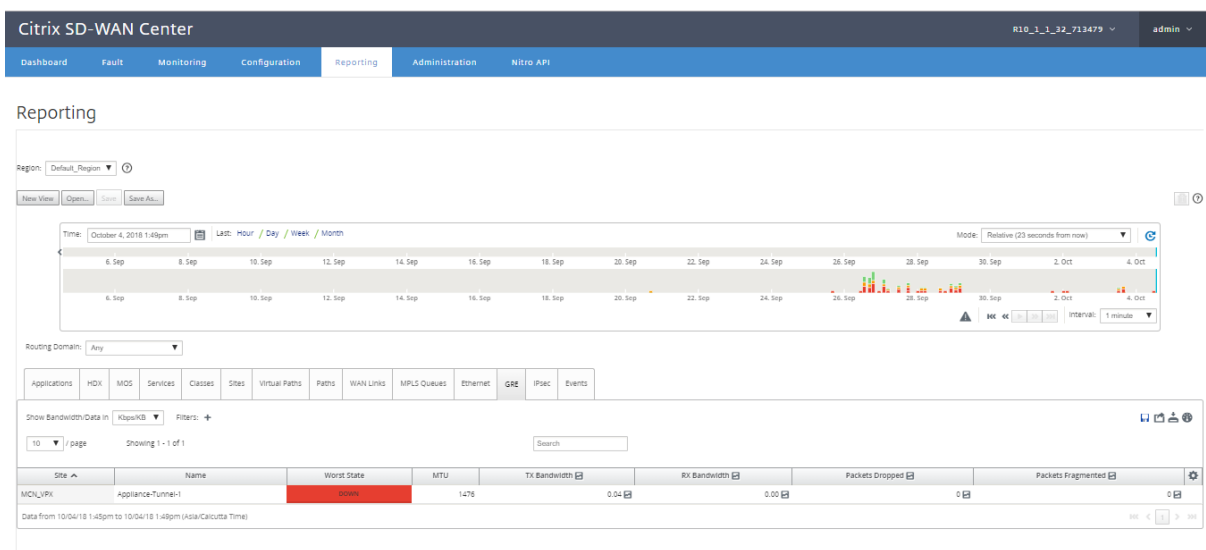 Citrix SD-WAN Center R10_1_1_32_713479 admin
Dashboard Fault Monitoring Configuration Reporting Administration Nitro API
Reporting
Region: Default_Region
New View Open... Save Save As...
Time: October 4, 2018 1:49pm Last: Hour / Day / Week / Month Mode: Relative (23 seconds from now)
6. Sep 8. Sep 10. Sep 12. Sep 14. Sep 16. Sep 18. Sep 20. Sep 22. Sep 24. Sep 26. Sep 28. Sep 30. Sep 2. Oct 4. Oct
6. Sep 8. Sep 10. Sep 12. Sep 14. Sep 16. Sep 18. Sep 20. Sep 22. Sep 24. Sep 26. Sep 28. Sep 30. Sep 2. Oct 4. Oct
Interval: 1 minute
Routing Domain: Any
Applications HDX MOS Services Classes Sites Virtual Paths Paths WAN Links MPLS Queues Ethernet GRE IPsec Events
Show Bandwidth/Data in Kbps/KB Filters: +
10 / page Showing 1 - 1 of 1 Search
Site Name Worst State MTU TX Bandwidth RX Bandwidth Packets Dropped Packets Fragmented
MCN_VPX Appliance-Tunnel-1 DOWN 1476 0.04 0.00 0 0
Data from 10/04/18 1:45pm to 10/04/18 1:49pm (Asia/Calcutta Time) 1